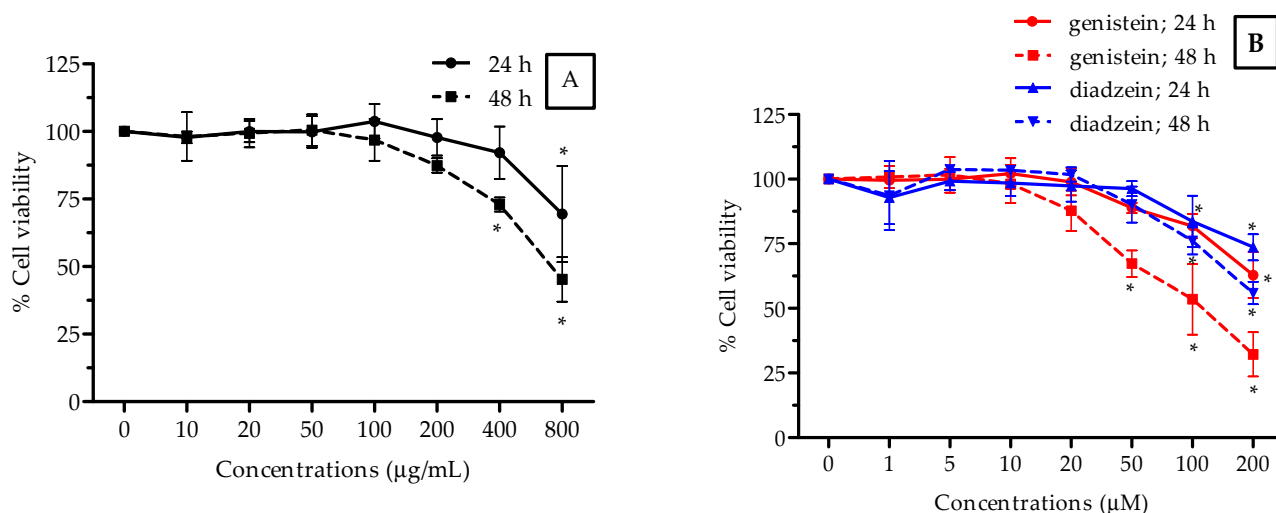 24 h
48 h
A
125
100
75
50
25
0
% Cell viability
*
*
*
0 10 20 50 100 200 400 800
Concentrations (µg/mL)
genistein; 24 h
genistein; 48 h
diadzein; 24 h
diadzein; 48 h
B
125
100
75
50
25
0
% Cell viability
*
*
*
*
*
*
*
*
0 1 5 10 20 50 100 200
Concentrations (µM)